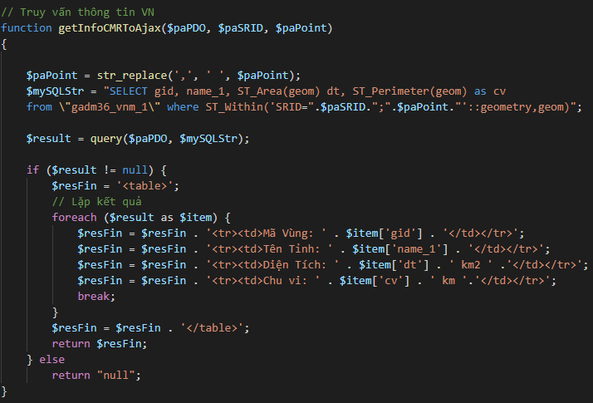 // Truy vấn thông tin VN
function getInfoCMRToAjax($paPDO, $paSRID, $paPoint)
{
$paPoint = str_replace(',', ' ', $paPoint);
$mySQLStr = "SELECT gid, name_1, ST_Area(geom) dt, ST_Perimeter(geom) as cv
from \"gadm36_vnm_1\" where ST_Within('SRID=".$paSRID.";".$paPoint."'::geometry,geom)";
$result = query($paPDO, $mySQLStr);
if ($result != null) {
$resFin = '<table>';
// Lặp kết quả
foreach ($result as $item) {
$resFin = $resFin . '<tr><td>Mã Vùng: ' . $item['gid'] . '</td></tr>';
$resFin = $resFin . '<tr><td>Tên Tỉnh: ' . $item['name_1'] . '</td></tr>';
$resFin = $resFin . '<tr><td>Diện Tích: ' . $item['dt'] . ' km2 ' .'</td></tr>';
$resFin = $resFin . '<tr><td>Chu vi: ' . $item['cv'] . ' km '.'</td></tr>';
break;
}
$resFin = $resFin . '</table>';
return $resFin;
} else
return "null";
}